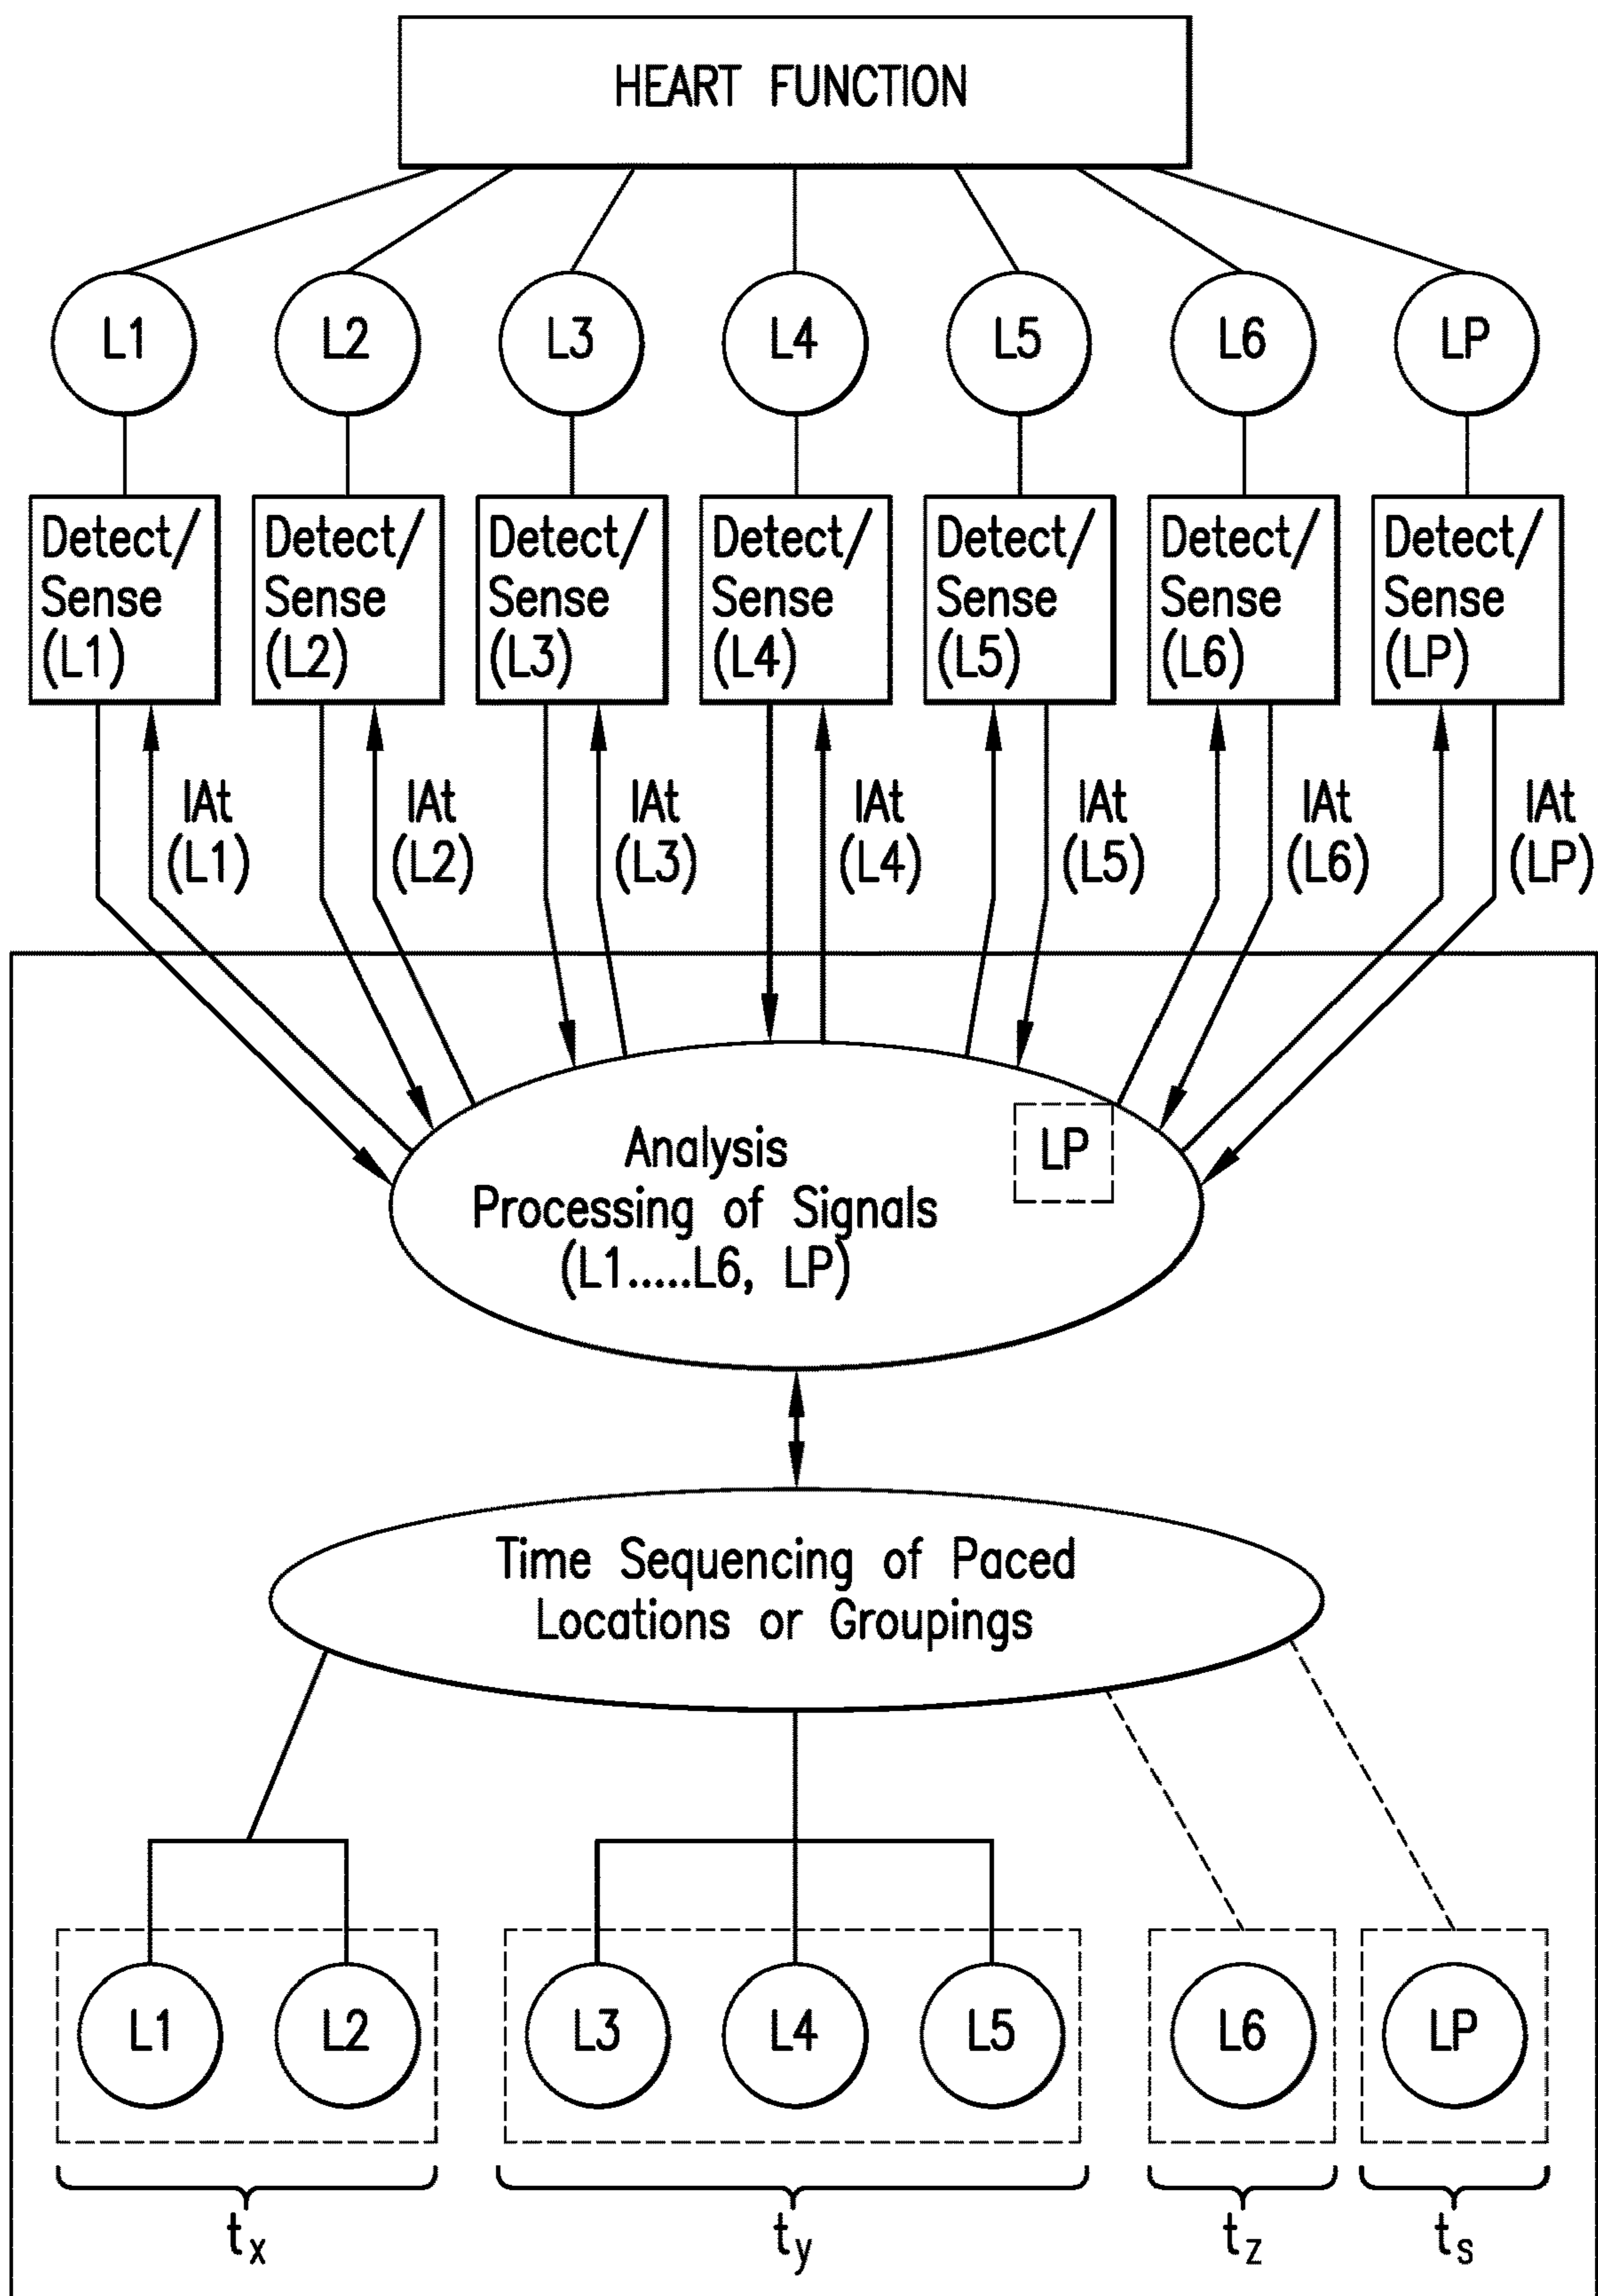 HEART FUNCTION
L1
L2
L3
L4
L5
L6
LP
Detect/
Sense
(L1)
Detect/
Sense
(L2)
Detect/
Sense
(L3)
Detect/
Sense
(L4)
Detect/
Sense
(L5)
Detect/
Sense
(L6)
Detect/
Sense
(LP)
IAt
(L1)
IAt
(L2)
IAt
(L3)
IAt
(L4)
IAt
(L5)
IAt
(L6)
IAt
(LP)
Analysis
Processing of Signals
(L1.....L6, LP)
LP
Time Sequencing of Paced
Locations or Groupings
L1
L2
L3
L4
L5
L6
LP
tx
ty
tz
ts